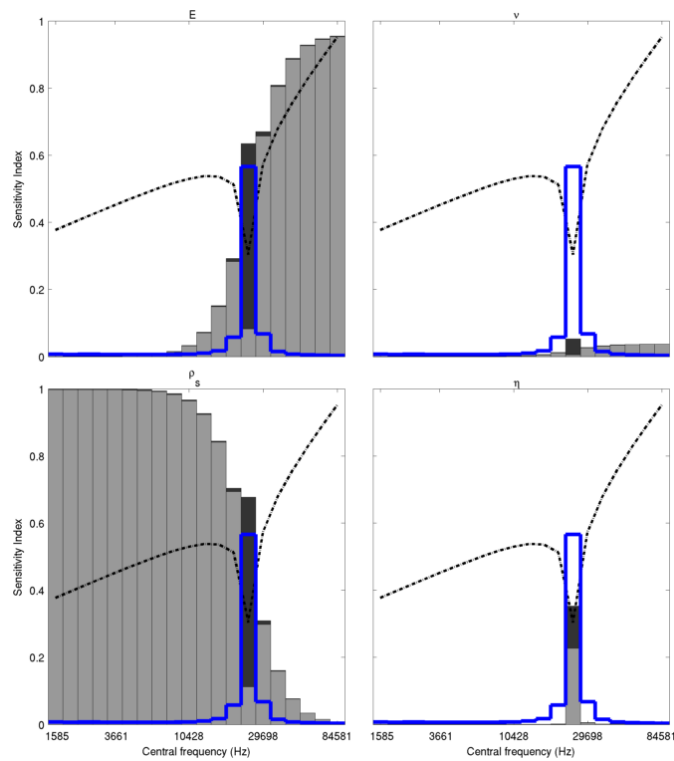 E
ν
1
0.8
0.6
0.4
0.2
0
Sensitivity Index
ρs
η
1
0.8
0.6
0.4
0.2
0
Sensitivity Index
1585 3661 10428 29698 84581
Central frequency (Hz)
1585 3661 10428 29698 84581
Central frequency (Hz)